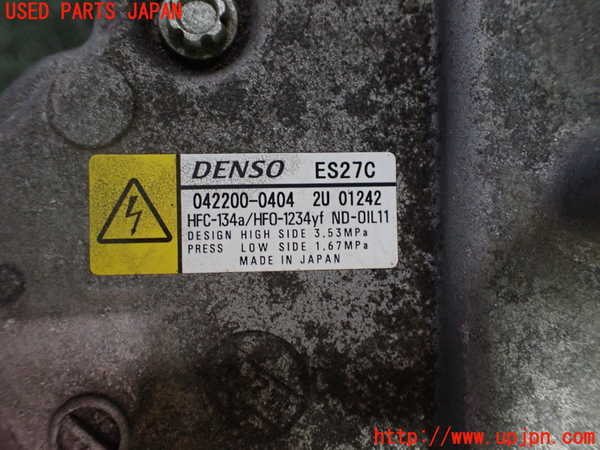 USED PARTS JAPAN
DENSO ES27C
042200-0404 2U 01242
HFC-134a/HFO-1234yf ND-OIL11
DESIGN HIGH SIDE 3.53MPa
PRESS LOW SIDE 1.67MPa
MADE IN JAPAN
http://www.upjpn.com/